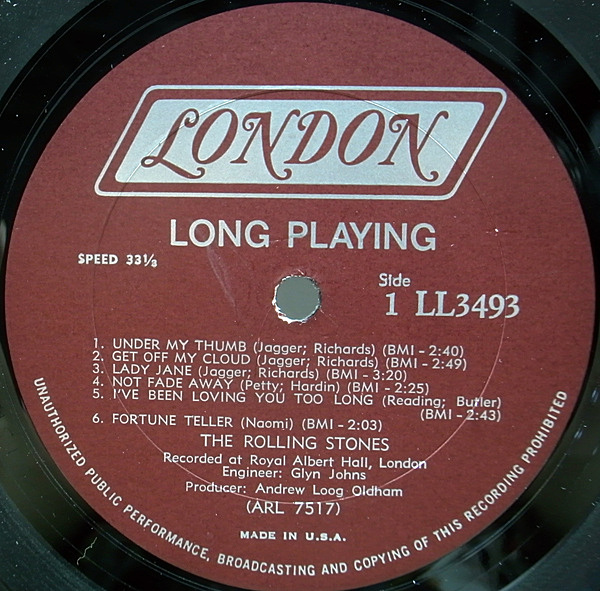 LONDON
LONG PLAYING
SPEED 33⅓
Side
1 LL3493
1. UNDER MY THUMB (Jagger; Richards) (BMI - 2:40)
2. GET OFF MY CLOUD (Jagger; Richards) (BMI - 2:49)
3. LADY JANE (Jagger; Richards) (BMI - 3:20)
4. NOT FADE AWAY (Petty; Hardin) (BMI - 2:25)
5. I'VE BEEN LOVING YOU TOO LONG (Reading; Butler)
(BMI - 2:43)
6. FORTUNE TELLER (Naomi) (BMI - 2:03)
THE ROLLING STONES
Recorded at Royal Albert Hall, London
Engineer: Glyn Johns
Producer: Andrew Loog Oldham
(ARL 7517)
MADE IN U.S.A.
UNAUTHORIZED PUBLIC PERFORMANCE, BROADCASTING AND COPYING OF THIS RECORDING PROHIBITED